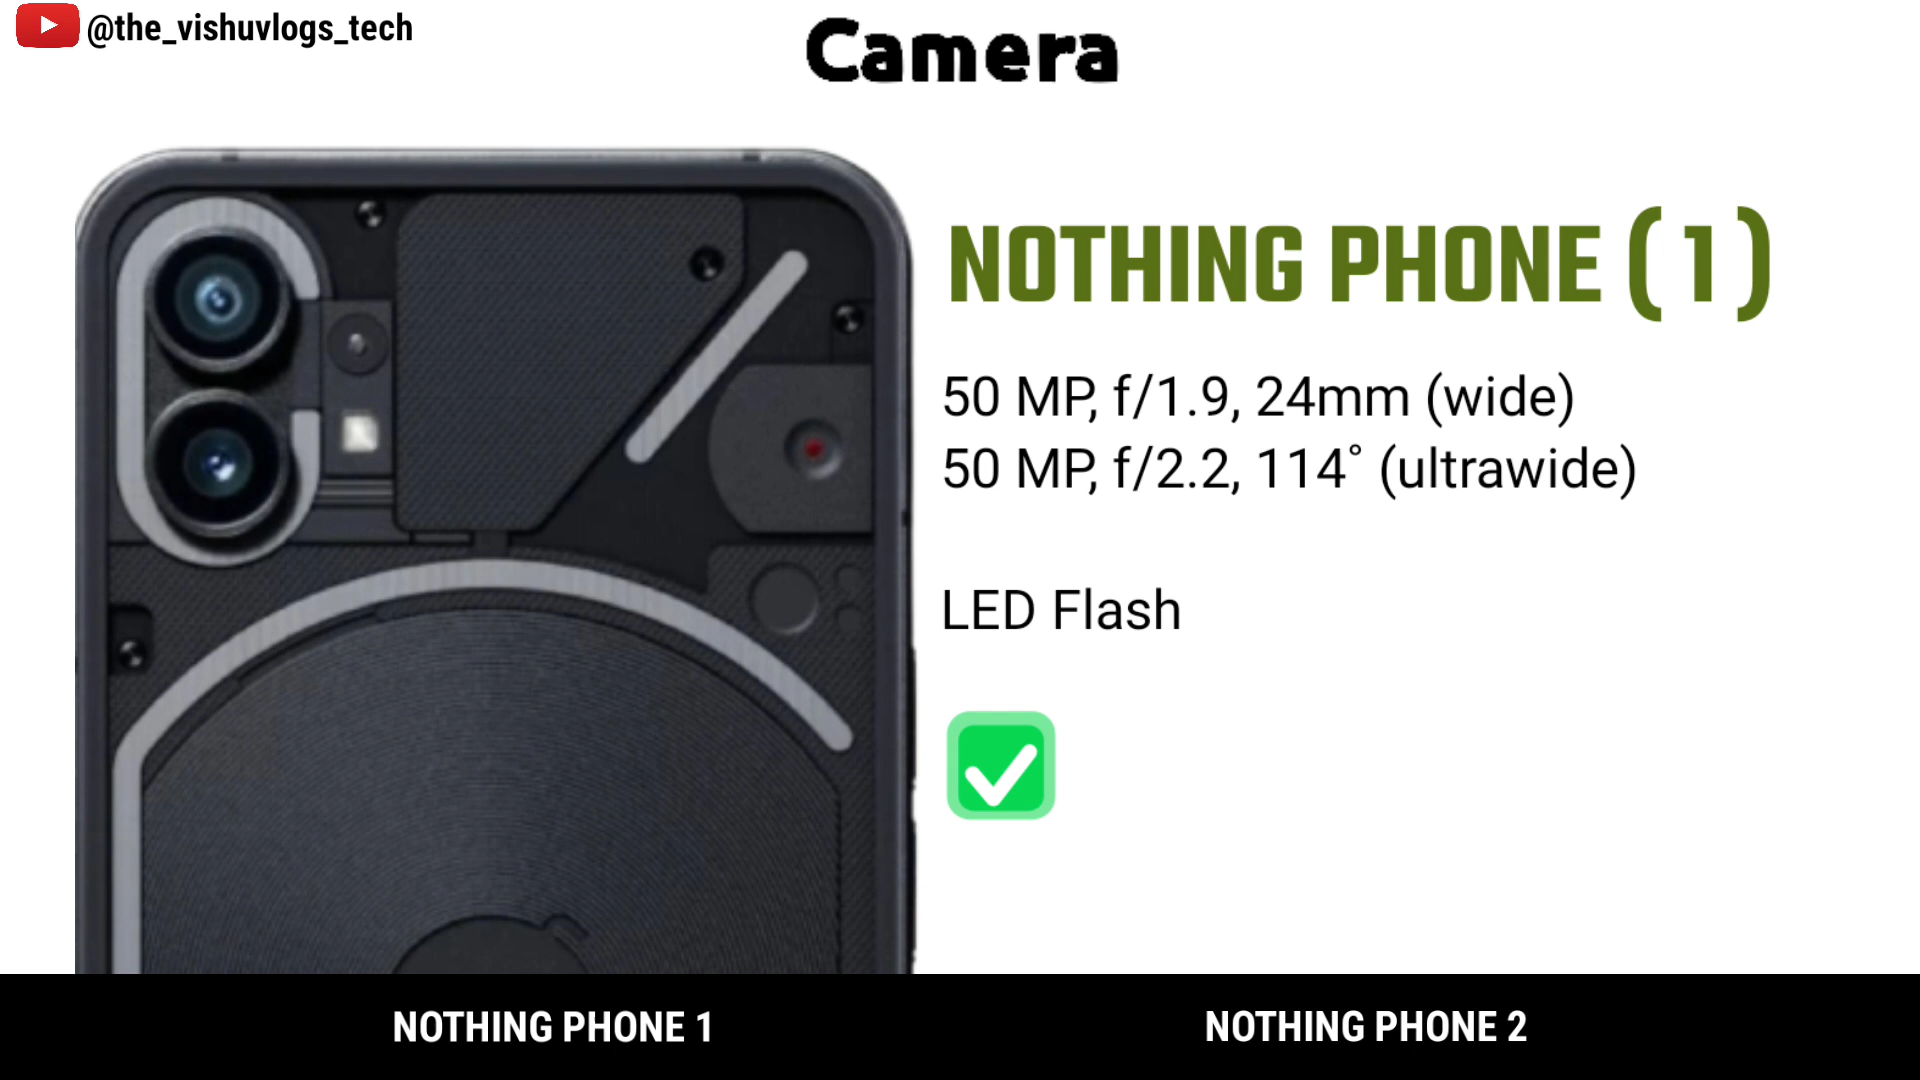 @the_vishuvlogs_tech
Camera
NOTHING PHONE (1)
50 MP, f/1.9, 24mm (wide)
50 MP, f/2.2, 114˚ (ultrawide)
LED Flash
NOTHING PHONE 1
NOTHING PHONE 2